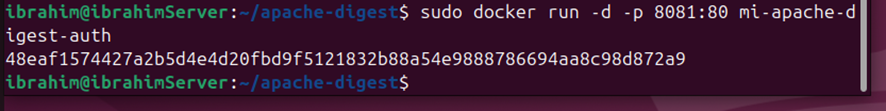 ibrahim@ibrahimServer:~/apache-digest$ sudo docker run -d -p 8081:80 mi-apache-d
igest-auth
48eaf1574427a2b5d4e4d20fbd9f5121832b88a54e9888786694aa8c98d872a9
ibrahim@ibrahimServer:~/apache-digest$